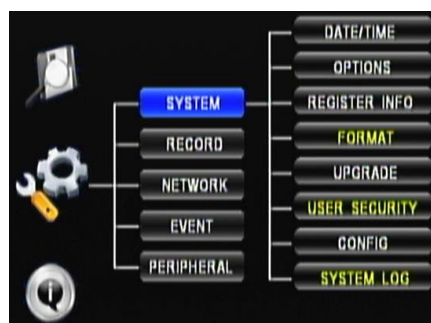 SYSTEM
RECORD
NETWORK
EVENT
PERIPHERAL
DATE/TIME
OPTIONS
REGISTER INFO
FORMAT
UPGRADE
USER SECURITY
CONFIG
SYSTEM LOG